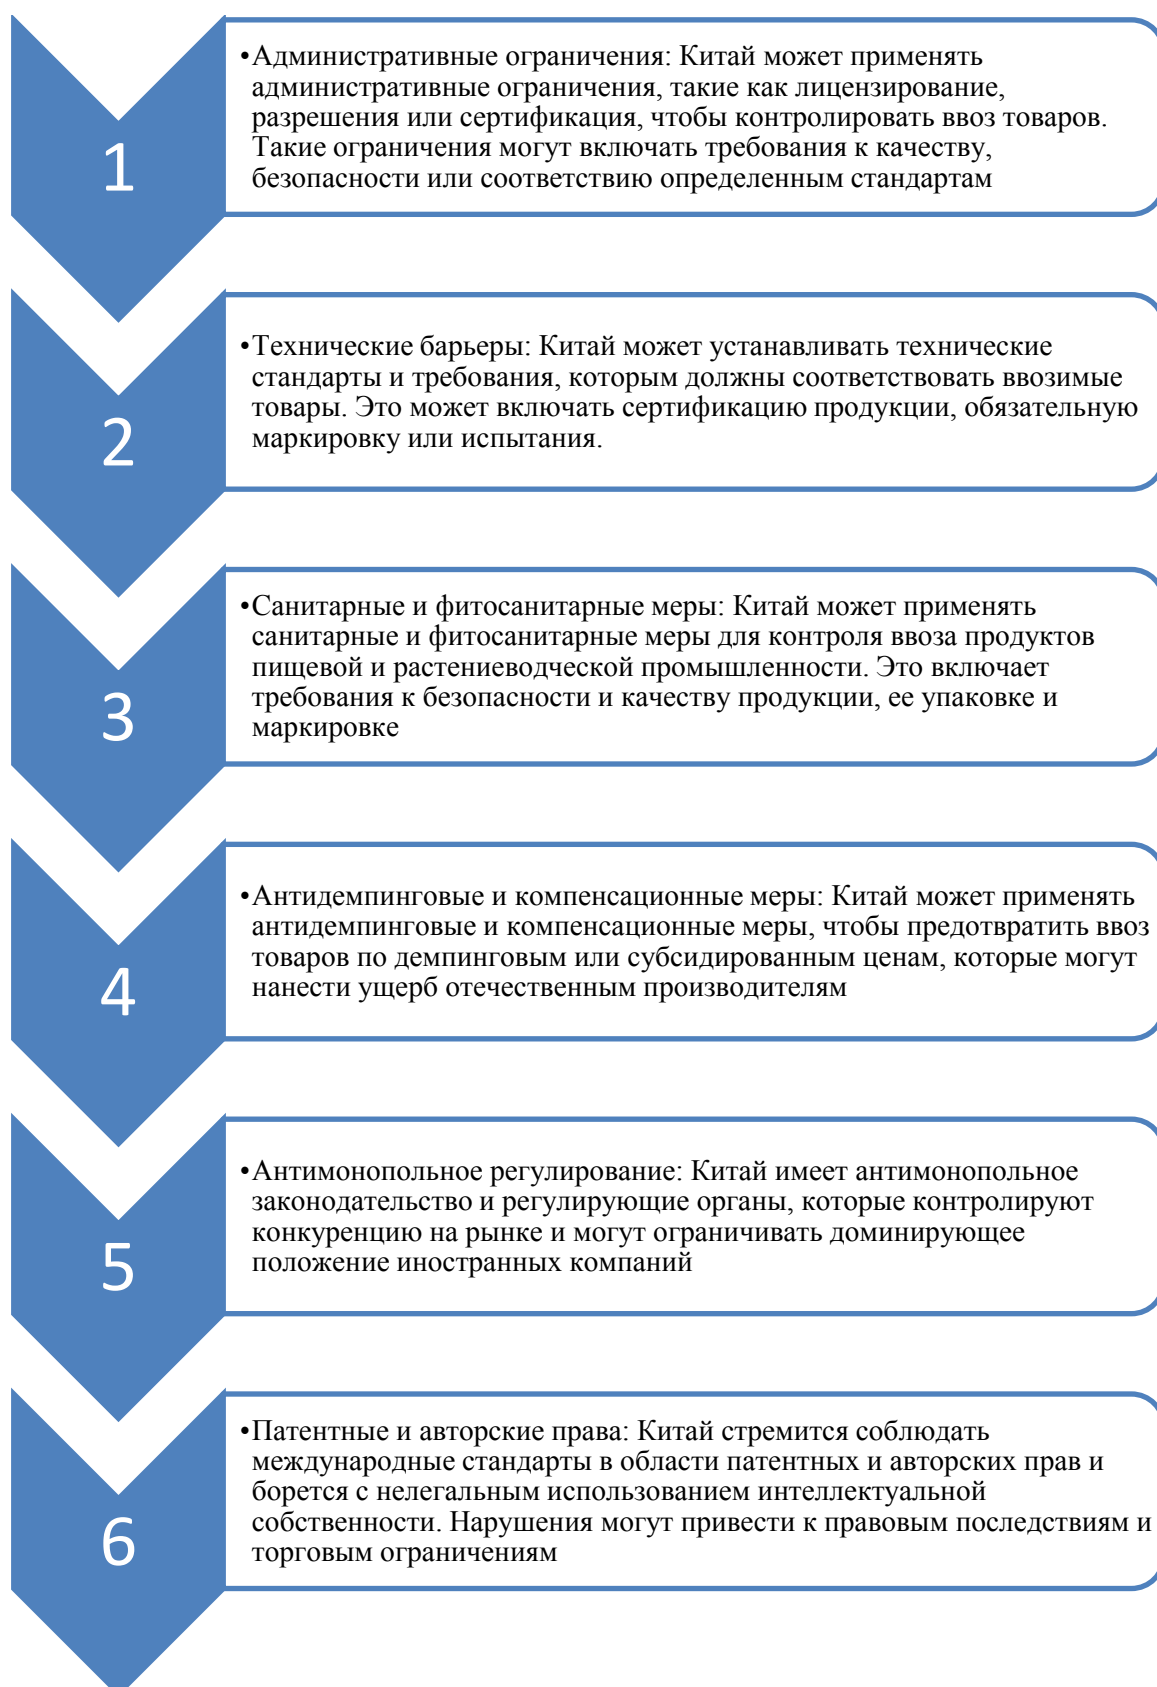 1
•Административные ограничения: Китай может применять
административные ограничения, такие как лицензирование,
разрешения или сертификация, чтобы контролировать ввоз товаров.
Такие ограничения могут включать требования к качеству,
безопасности или соответствию определенным стандартам
2
•Технические барьеры: Китай может устанавливать технические
стандарты и требования, которым должны соответствовать ввозимые
товары. Это может включать сертификацию продукции, обязательную
маркировку или испытания.
3
•Санитарные и фитосанитарные меры: Китай может применять
санитарные и фитосанитарные меры для контроля ввоза продуктов
пищевой и растениеводческой промышленности. Это включает
требования к безопасности и качеству продукции, ее упаковке и
маркировке
4
•Антидемпинговые и компенсационные меры: Китай может применять
антидемпинговые и компенсационные меры, чтобы предотвратить ввоз
товаров по демпинговым или субсидированным ценам, которые могут
нанести ущерб отечественным производителям
5
•Антимонопольное регулирование: Китай имеет антимонопольное
законодательство и регулирующие органы, которые контролируют
конкуренцию на рынке и могут ограничивать доминирующее
положение иностранных компаний
6
•Патентные и авторские права: Китай стремится соблюдать
международные стандарты в области патентных и авторских прав и
борется с нелегальным использованием интеллектуальной
собственности. Нарушения могут привести к правовым последствиям и
торговым ограничениям